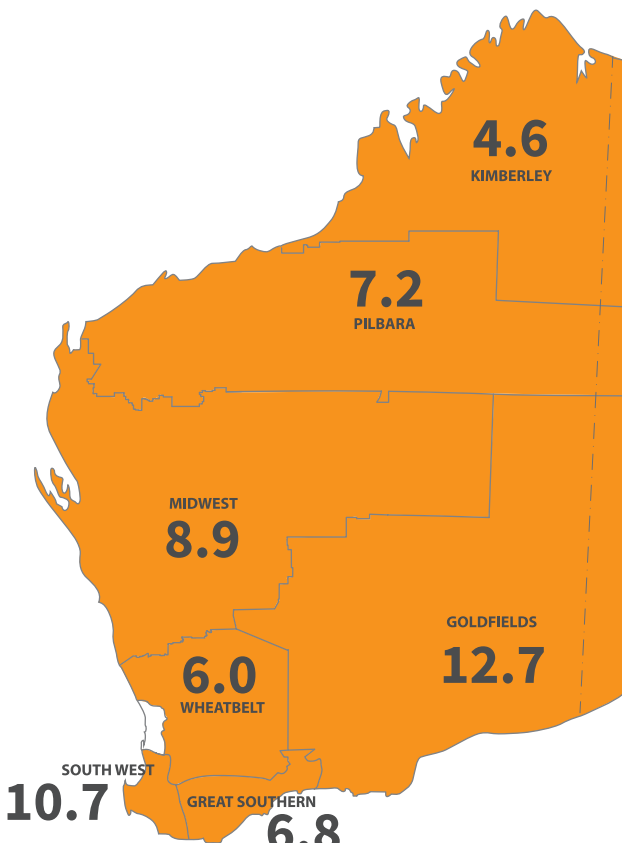 4.6
KIMBERLEY
7.2
PILBARA
MIDWEST
8.9
GOLDFIELDS
12.7
6.0
WHEATBELT
SOUTH WEST
10.7
GREAT SOUTHERN
6.8